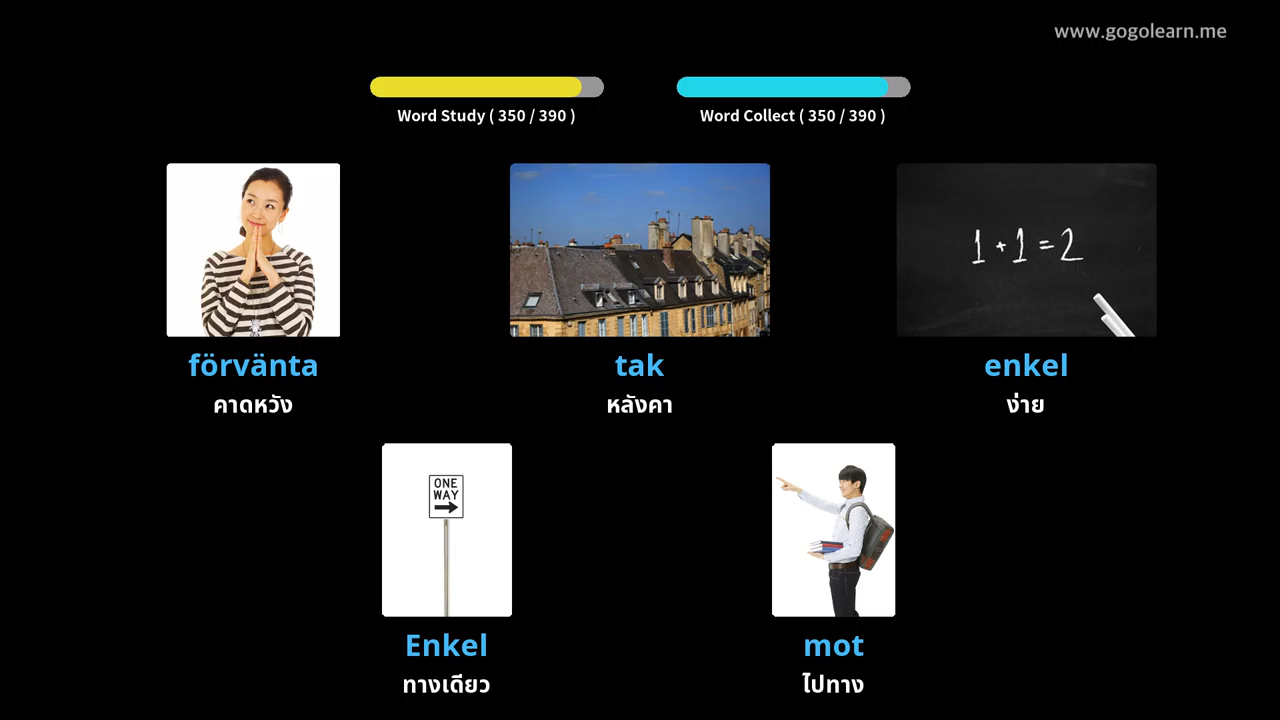 www.gogolearn.me
Word Study ( 350 / 390 )
Word Collect ( 350 / 390 )
1 + 1 = 2
förvänta
คาดหวัง
tak
หลังคา
enkel
ง่าย
ONE
WAY
Enkel
ทางเดียว
mot
ไปทาง